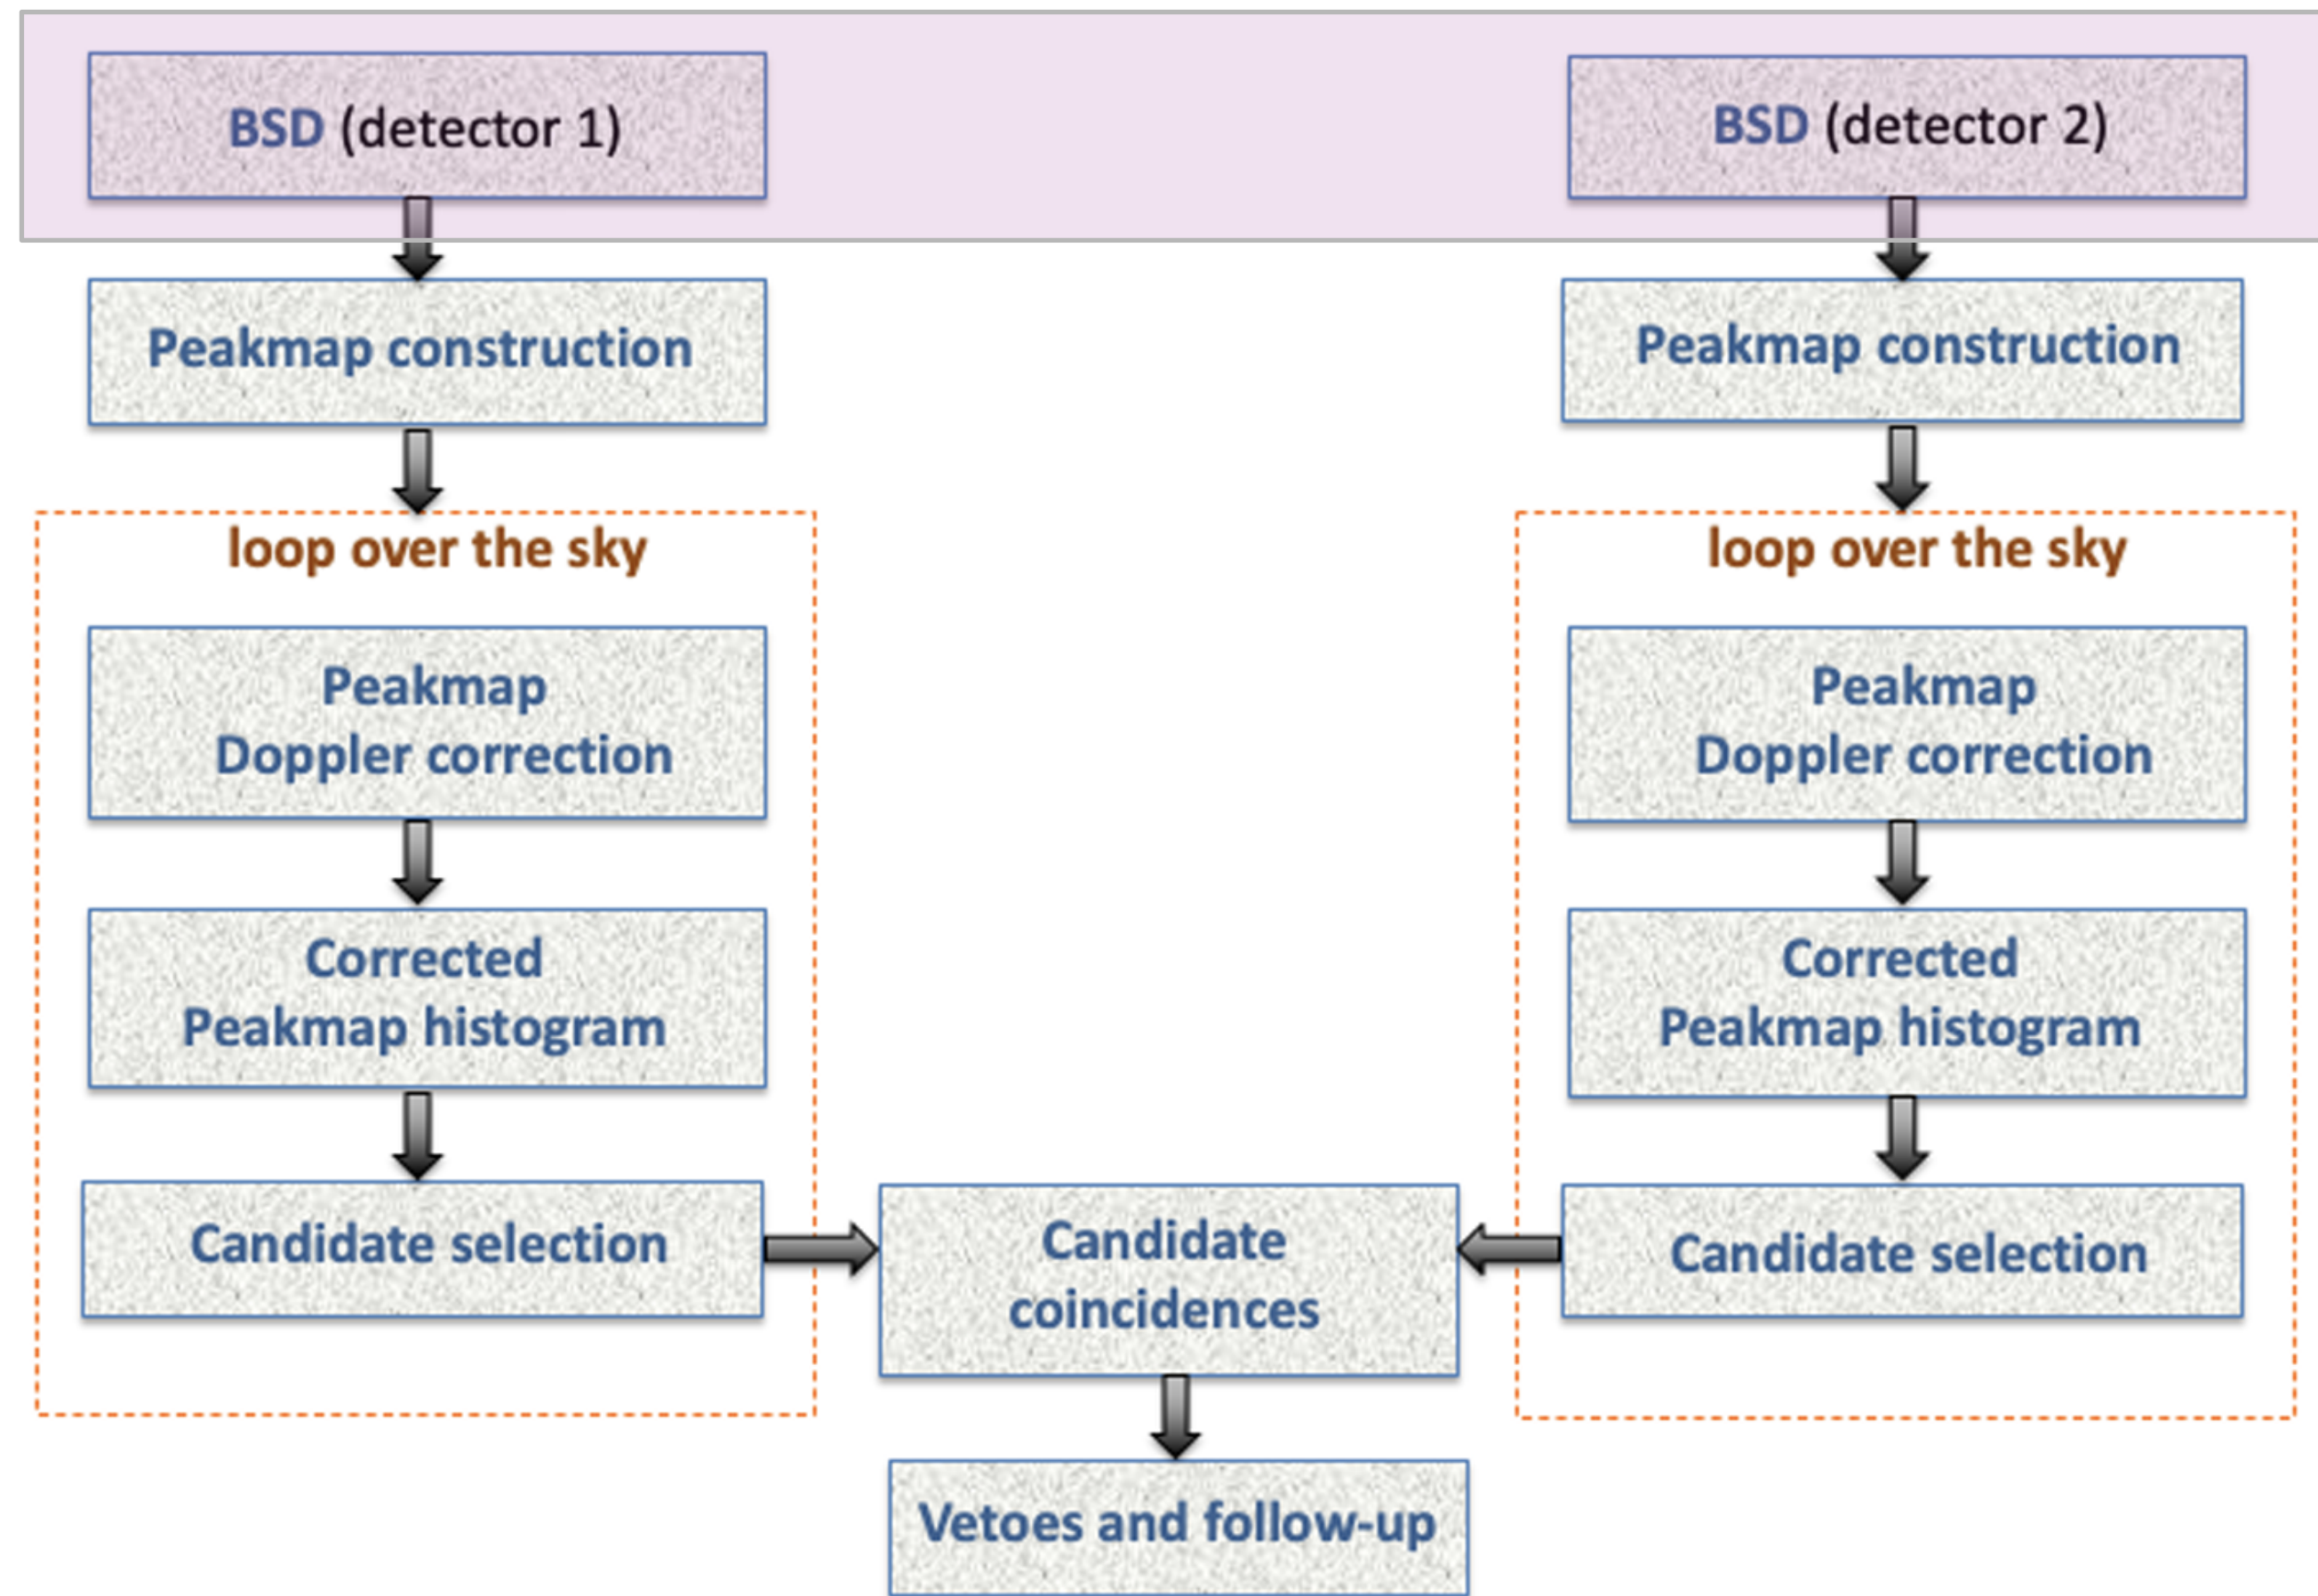 BSD (detector 1)
BSD (detector 2)
Peakmap construction
Peakmap construction
loop over the sky
loop over the sky
Peakmap
Doppler correction
Peakmap
Doppler correction
Corrected
Peakmap histogram
Corrected
Peakmap histogram
Candidate selection
Candidate
coincidences
Candidate selection
Vetoes and follow-up